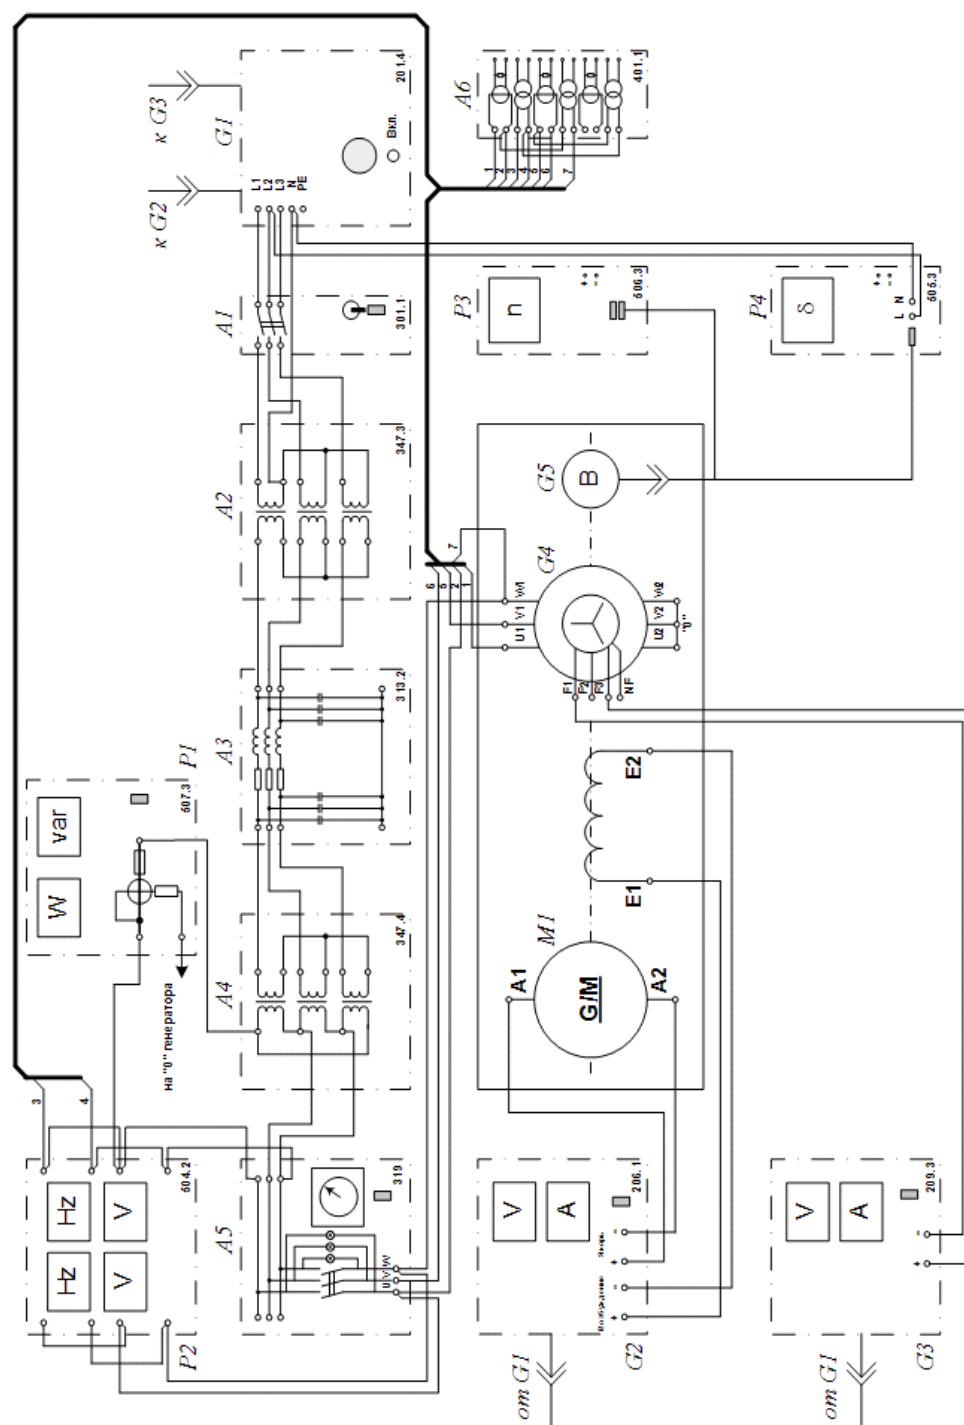 к G3
к G2
G1
201.4
L1
L2
L3
N
PE
Вкл.
A6
401.1
1
2
3
4
5
6
7
A1
301.1
P3
n
+
-
506.3
P4
δ
+
-
L N
505.3
A2
347.3
G5
B
7
6
5
2
1
G4
W1
V1
U1
W2
V2
U2
"0"
F1
F2
F3
NF
A3
313.2
P1
507.3
var
W
на "0" генератора
A4
347.4
E2
E1
M1
A1
G/M
A2
3
4
504.2
Hz
V
Hz
V
P2
A5
319
U V W
206.1
V
A
Якорь
- +
Возбуждение
- +
G2
от G1
209.3
V
A
-
+
G3
от G1